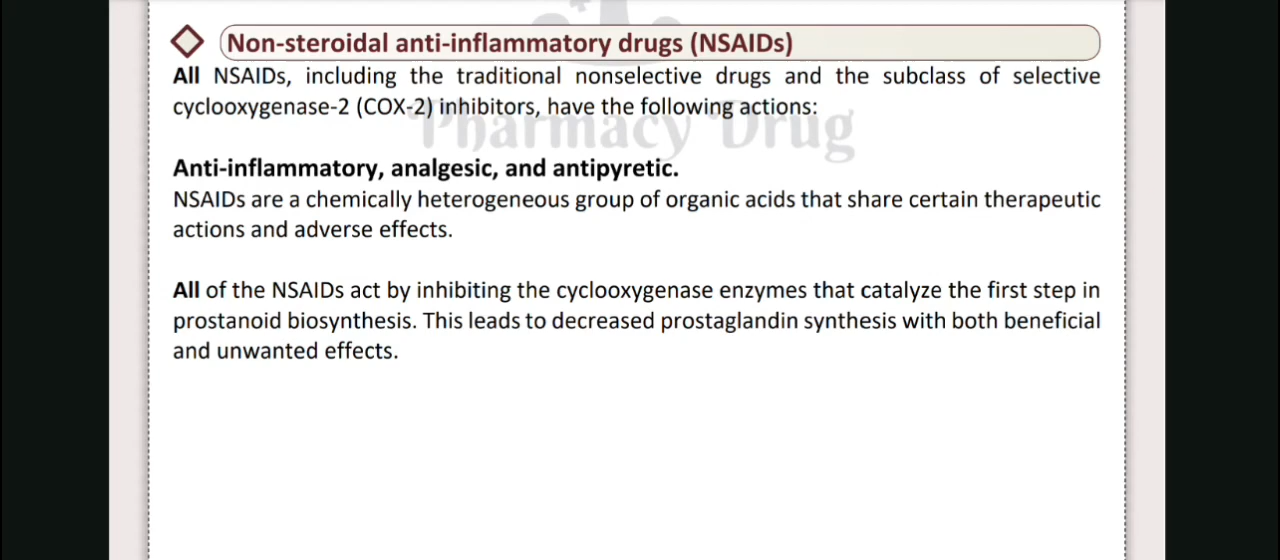 Non-steroidal anti-inflammatory drugs (NSAIDs)
All NSAIDs, including the traditional nonselective drugs and the subclass of selective
cyclooxygenase-2 (COX-2) inhibitors, have the following actions:
Pharmacy Drug
Anti-inflammatory, analgesic, and antipyretic.
NSAIDs are a chemically heterogeneous group of organic acids that share certain therapeutic
actions and adverse effects.
All of the NSAIDs act by inhibiting the cyclooxygenase enzymes that catalyze the first step in
prostanoid biosynthesis. This leads to decreased prostaglandin synthesis with both beneficial
and unwanted effects.